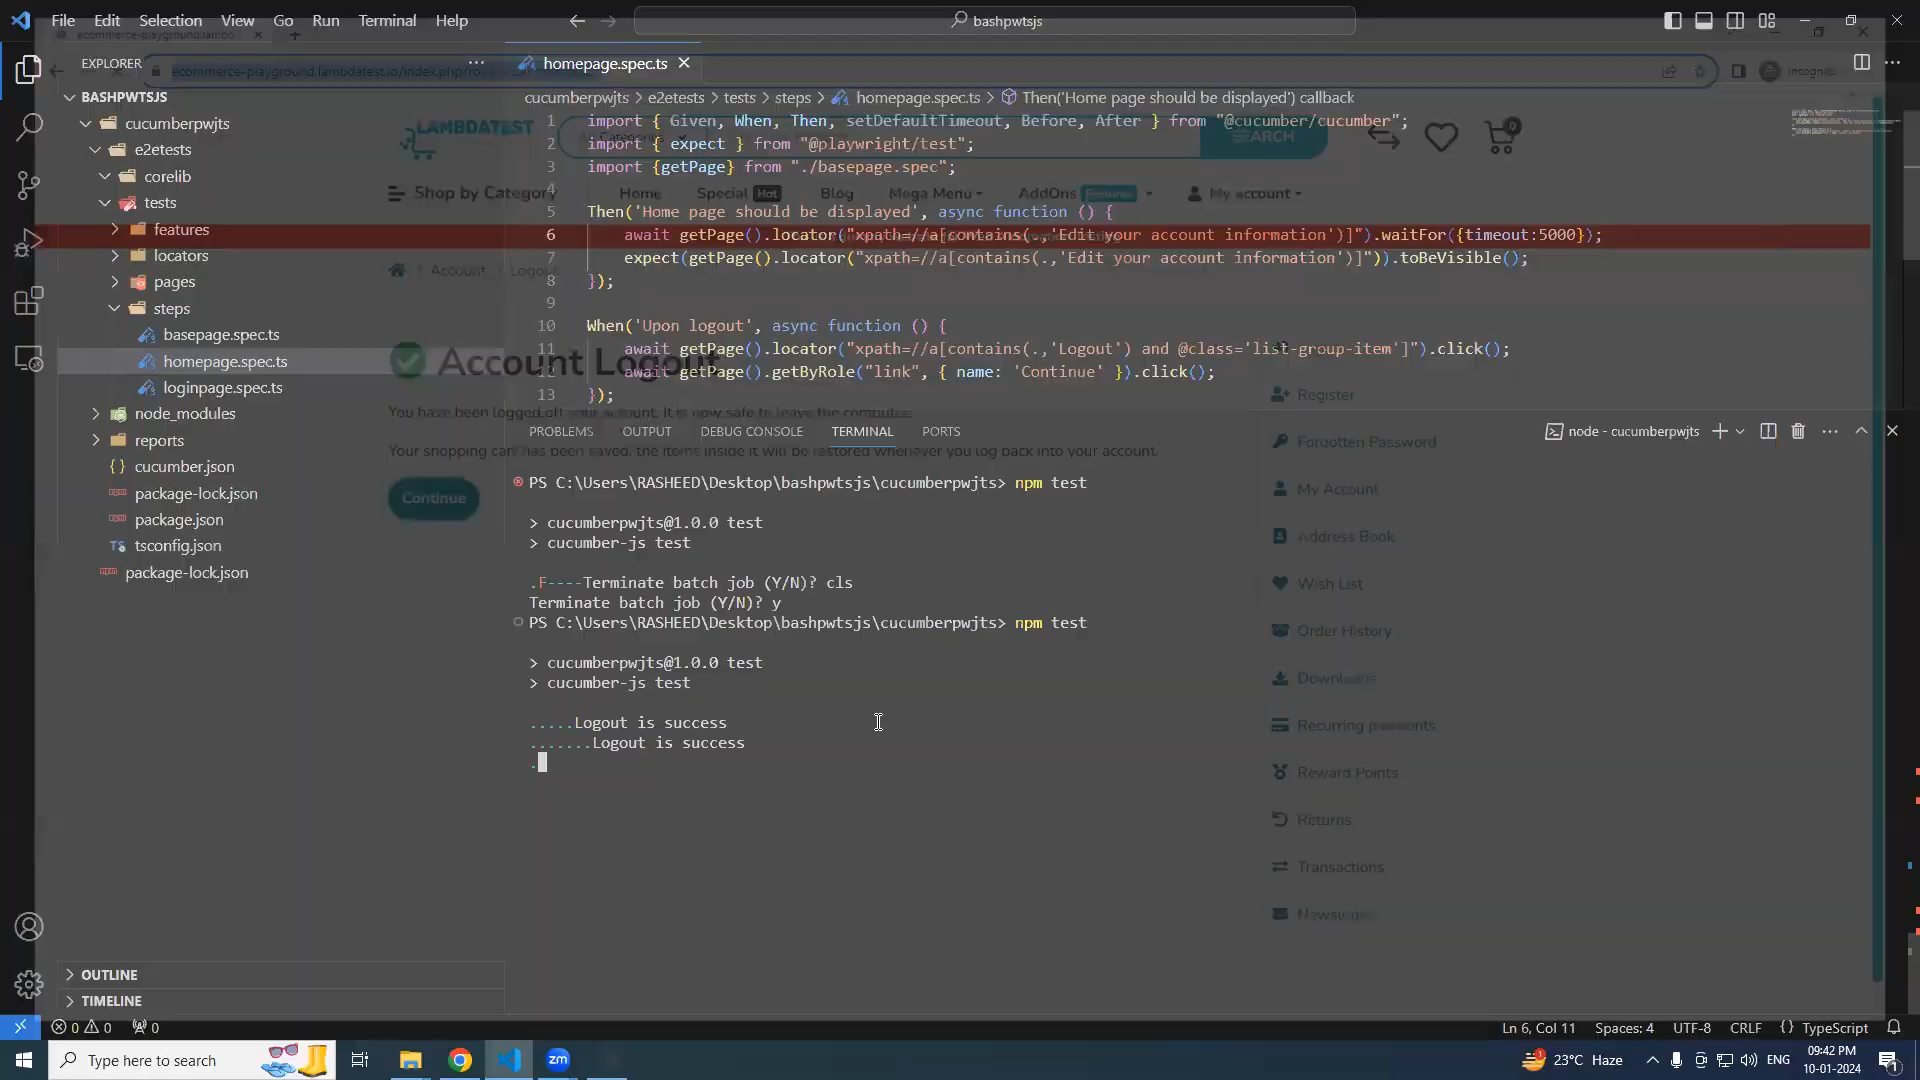 File Edit Selection View Go Run Terminal Help
bashpwtsjs
ecommerce-playground.lambda
ecommerce-playground.lambdatest.io/index.php?ro
EXPLORER
homepage.spec.ts
BASHPWTSJS
cucumberpwjts
e2etests
corelib
tests
features
locators
pages
steps
basepage.spec.ts
homepage.spec.ts
loginpage.spec.ts
node_modules
reports
cucumber.json
package-lock.json
package.json
tsconfig.json
package-lock.json
OUTLINE
TIMELINE
cucumberpwjts > e2etests > tests > steps > homepage.spec.ts > Then('Home page should be displayed') callback
1 import { Given, When, Then, setDefaultTimeout, Before, After } from "@cucumber/cucumber";
2 import { expect } from "@playwright/test";
3 import {getPage} from "./basepage.spec";
4
5 Then('Home page should be displayed', async function () {
6 await getPage().locator("xpath=//a[contains(.,'Edit your account information')]").waitFor({timeout:5000});
7 expect(getPage().locator("xpath=//a[contains(.,'Edit your account information')]")).toBeVisible();
8 });
9
10 When('Upon logout', async function () {
11 await getPage().locator("xpath=//a[contains(.,'Logout') and @class='list-group-item']").click();
12 await getPage().getByRole("link", { name: 'Continue' }).click();
13 });
LAMBDATEST
SEARCH
0
Shop by Category
Home
Special Hot
Blog
Mega Menu
AddOns Features
My account
Account
Logout
Account Logout
You have been logged off your account. It is now safe to leave the computer.
Your shopping cart has been saved, the items inside it will be restored whenever you log back into your account.
Continue
Register
Forgotten Password
My Account
Address Book
Wish List
Order History
Downloads
Recurring payments
Reward Points
Returns
Transactions
Newsletter
PROBLEMS OUTPUT DEBUG CONSOLE TERMINAL PORTS
node - cucumberpwjts
PS C:\Users\RASHEED\Desktop\bashpwtsjs\cucumberpwjts> npm test
> cucumberpwjts@1.0.0 test
> cucumber-js test
.F----Terminate batch job (Y/N)? cls
Terminate batch job (Y/N)? y
PS C:\Users\RASHEED\Desktop\bashpwtsjs\cucumberpwjts> npm test
> cucumberpwjts@1.0.0 test
> cucumber-js test
.....Logout is success
.......Logout is success
.
0 0 0
Ln 6, Col 11 Spaces: 4 UTF-8 CRLF {} TypeScript
Type here to search
zm
23°C Haze
ENG
09:42 PM
10-01-2024
1